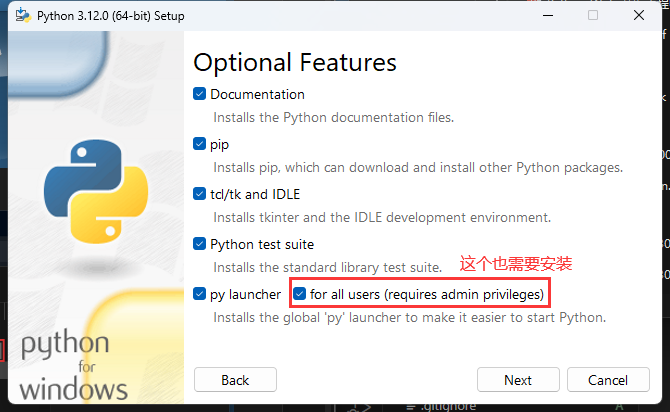 Python 3.12.0 (64-bit) Setup
Optional Features
Documentation
Installs the Python documentation files.
pip
Installs pip, which can download and install other Python packages.
tcl/tk and IDLE
Installs tkinter and the IDLE development environment.
Python test suite
Installs the standard library test suite.
这个也需要安装
py launcher for all users (requires admin privileges)
Installs the global 'py' launcher to make it easier to start Python.
python
for
windows
Back Next Cancel
.gitignore A